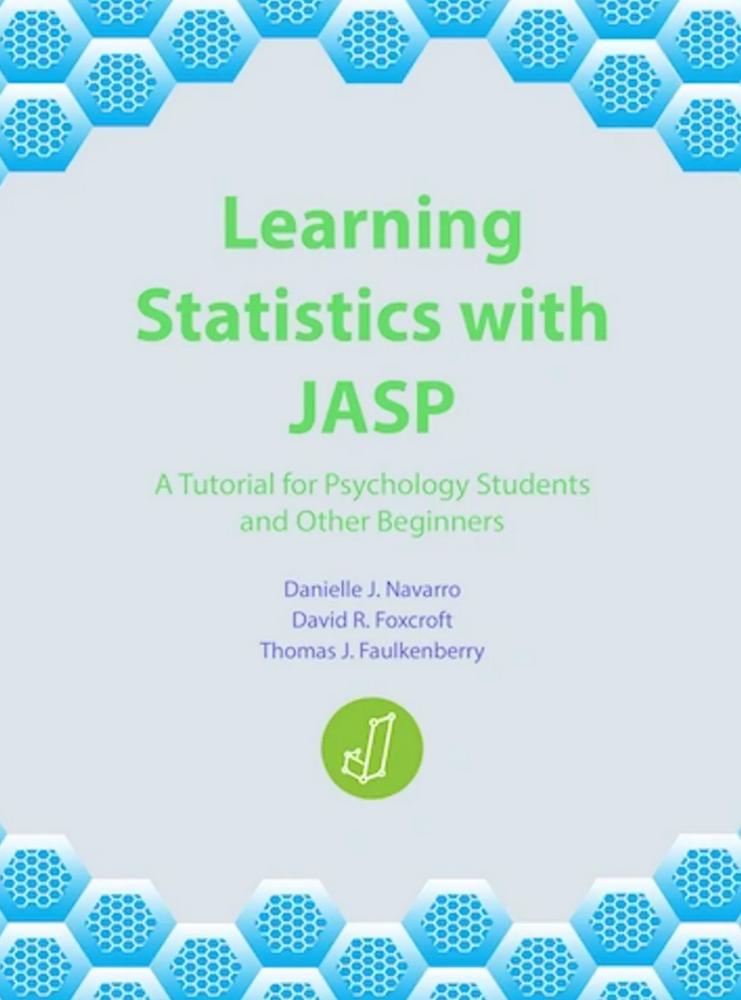 Learning
Statistics with
JASP
A Tutorial for Psychology Students
and Other Beginners
Danielle J. Navarro
David R. Foxcroft
Thomas J. Faulkenberry